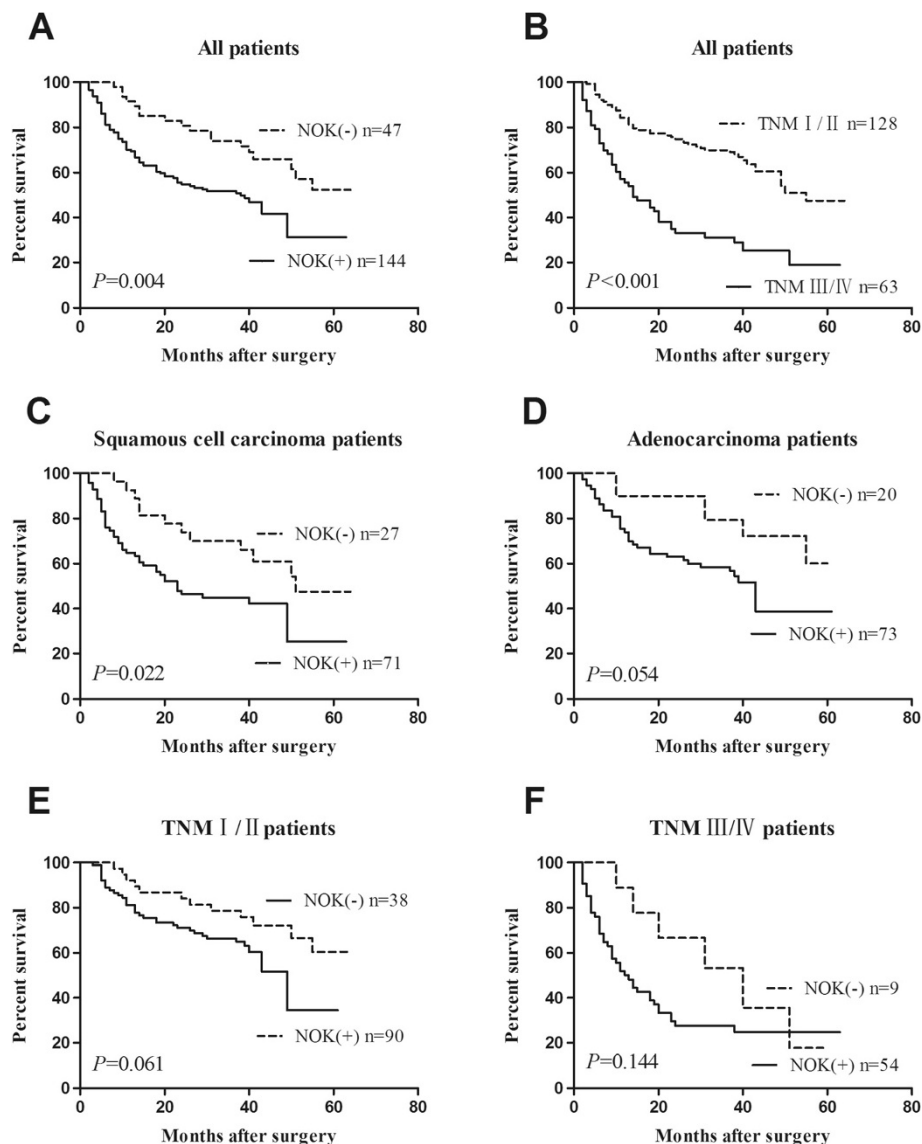 A
All patients
100
80
60
40
20
0
Percent survival
NOK(-) n=47
NOK(+) n=144
P=0.004
0 20 40 60 80
Months after surgery
B
All patients
100
80
60
40
20
0
Percent survival
TNM Ⅰ/Ⅱ n=128
TNM III/IV n=63
P<0.001
0 20 40 60 80
Months after surgery
C
Squamous cell carcinoma patients
100
80
60
40
20
0
Percent survival
NOK(-) n=27
NOK(+) n=71
P=0.022
0 20 40 60 80
Months after surgery
D
Adenocarcinoma patients
100
80
60
40
20
0
Percent survival
NOK(-) n=20
NOK(+) n=73
P=0.054
0 20 40 60 80
Months after surgery
E
TNM Ⅰ/Ⅱ patients
100
80
60
40
20
0
Percent survival
NOK(-) n=38
NOK(+) n=90
P=0.061
0 20 40 60 80
Months after surgery
F
TNM Ⅲ/Ⅳ patients
100
80
60
40
20
0
Percent survival
NOK(-) n=9
NOK(+) n=54
P=0.144
0 20 40 60 80
Months after surgery